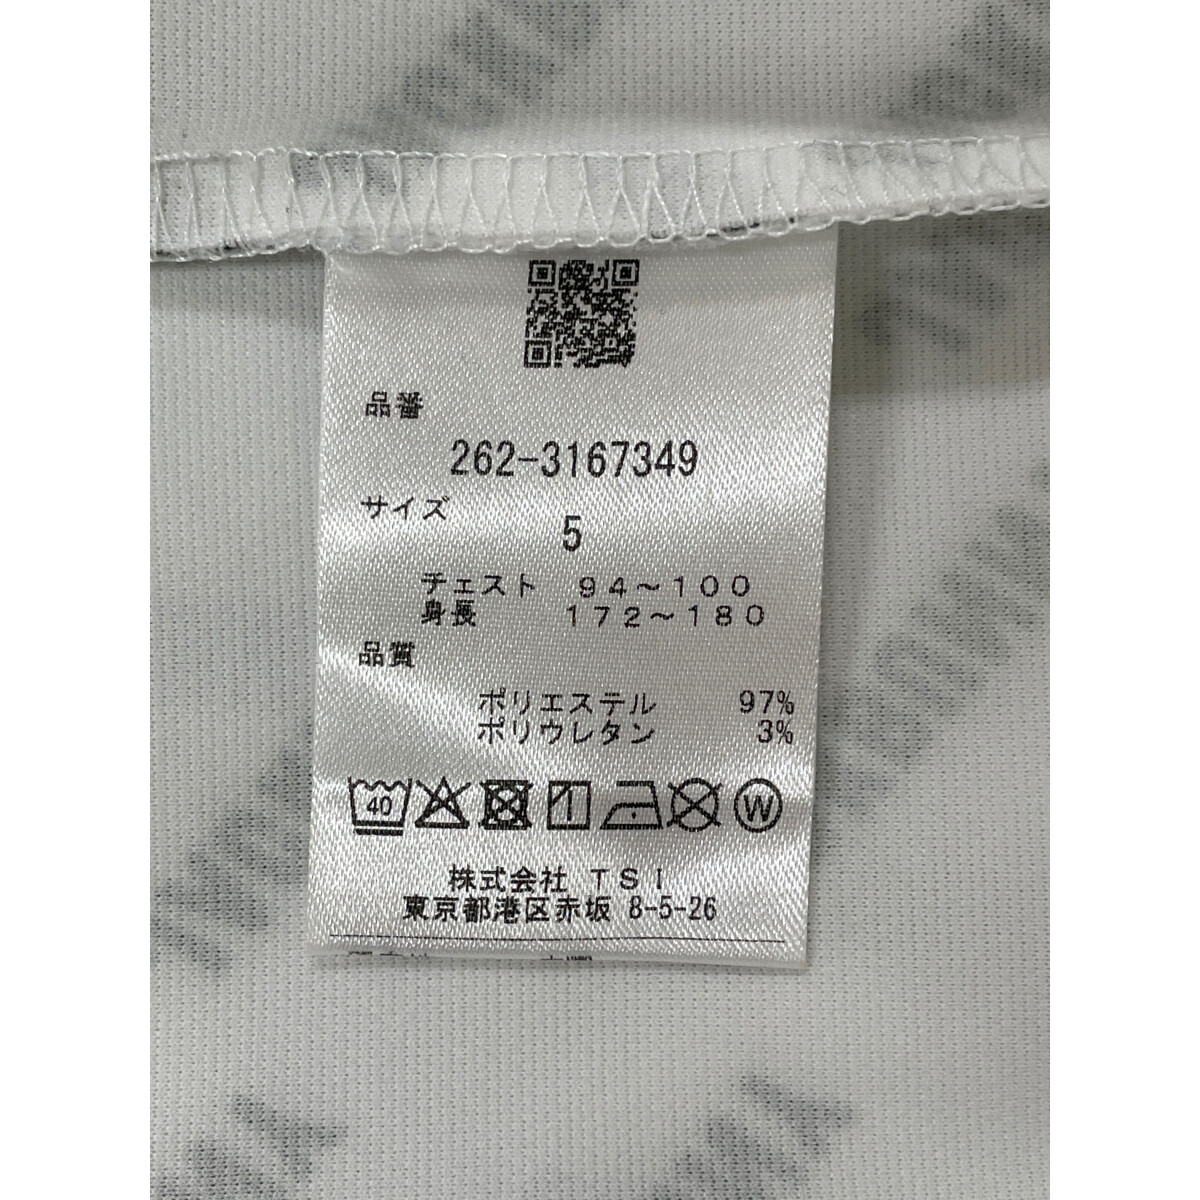 品番
262-3167349
サイズ
5
チェスト 94～100
身長 172～180
品質
ポリエステル 97%
ポリウレタン 3%
40
W
株式会社 TSI
東京都港区赤坂 8-5-26